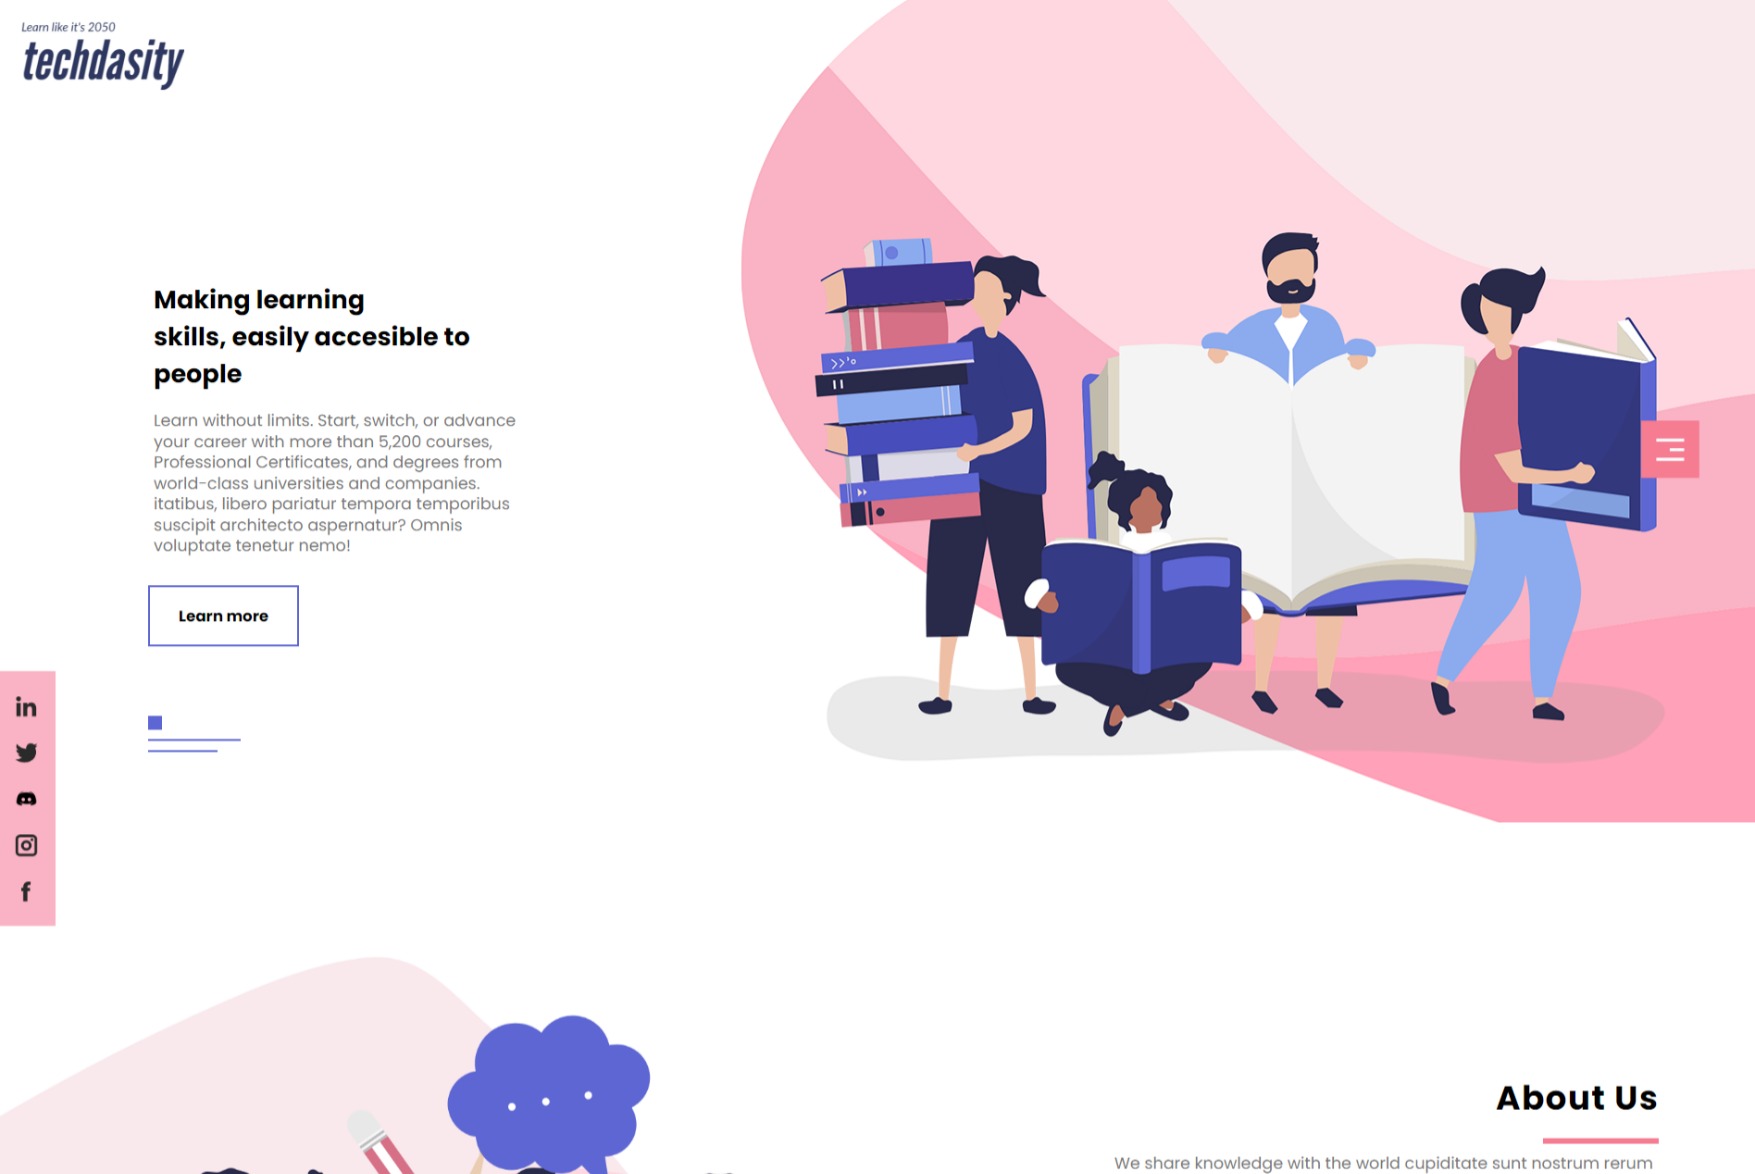 Learn like it's 2050
techdasity
Making learning
skills, easily accesible to
people
Learn without limits. Start, switch, or advance
your career with more than 5,200 courses,
Professional Certificates, and degrees from
world-class universities and companies.
itatibus, libero pariatur tempora temporibus
suscipit architecto aspernatur? Omnis
voluptate tenetur nemo!
Learn more
About Us
We share knowledge with the world cupiditate sunt nostrum rerum